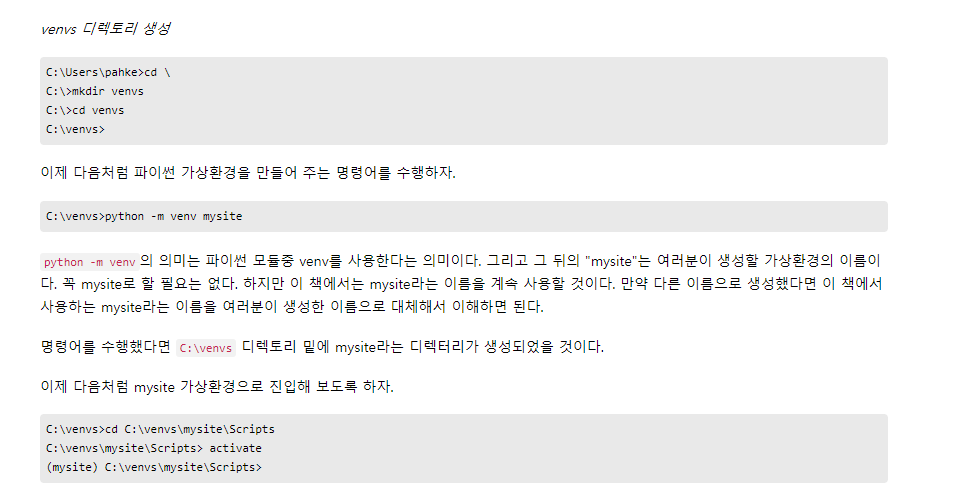 venvs 디렉토리 생성
C:\Users\pahke>cd \
C:\>mkdir venvs
C:\>cd venvs
C:\venvs>
이제 다음처럼 파이썬 가상환경을 만들어 주는 명령어를 수행하자.
C:\venvs>python -m venv mysite
python -m venv 의 의미는 파이썬 모듈중 venv를 사용한다는 의미이다. 그리고 그 뒤의 "mysite"는 여러분이 생성할 가상환경의 이름이
다. 꼭 mysite로 할 필요는 없다. 하지만 이 책에서는 mysite라는 이름을 계속 사용할 것이다. 만약 다른 이름으로 생성했다면 이 책에서
사용하는 mysite라는 이름을 여러분이 생성한 이름으로 대체해서 이해하면 된다.
명령어를 수행했다면 C:\venvs 디렉토리 밑에 mysite라는 디렉터리가 생성되었을 것이다.
이제 다음처럼 mysite 가상환경으로 진입해 보도록 하자.
C:\venvs>cd C:\venvs\mysite\Scripts
C:\venvs\mysite\Scripts> activate
(mysite) C:\venvs\mysite\Scripts>